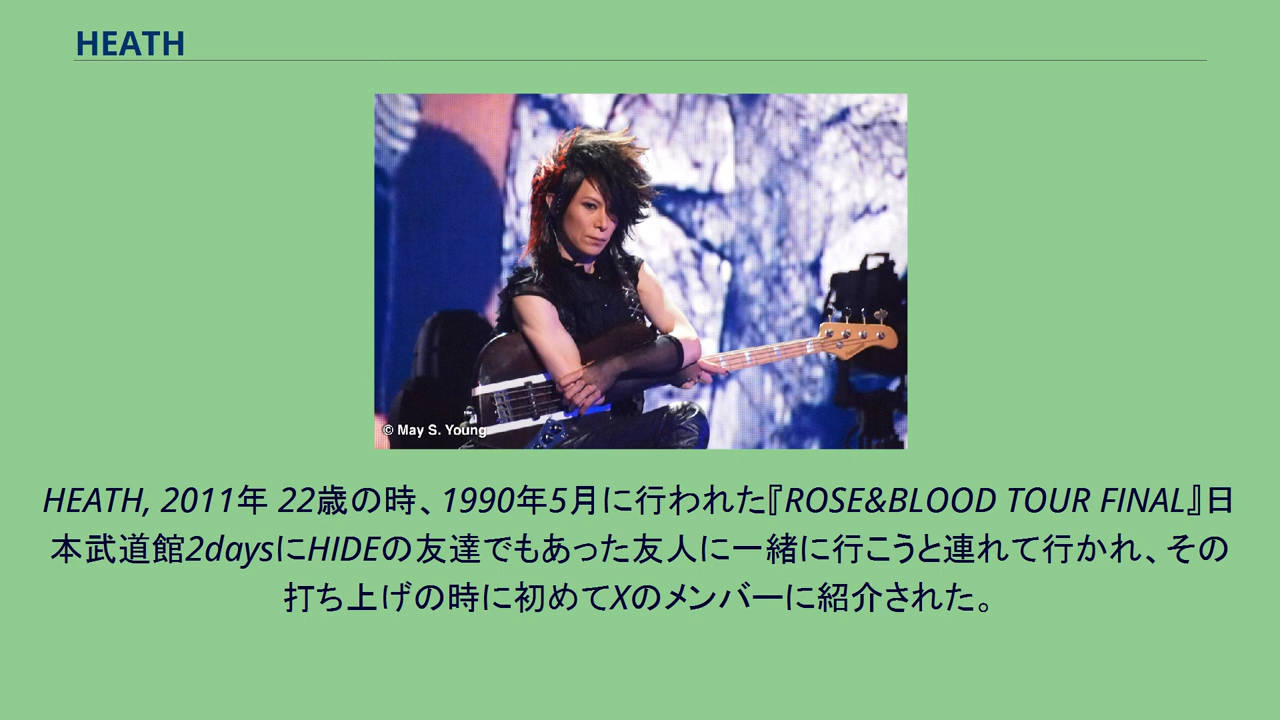 HEATH
© May S. Young
HEATH, 2011年 22歳の時、1990年5月に行われた『ROSE&BLOOD TOUR FINAL』日
本武道館2daysにHIDEの友達でもあった友人に一緒に行こうと連れて行かれ、その
打ち上げの時に初めてXのメンバーに紹介された。